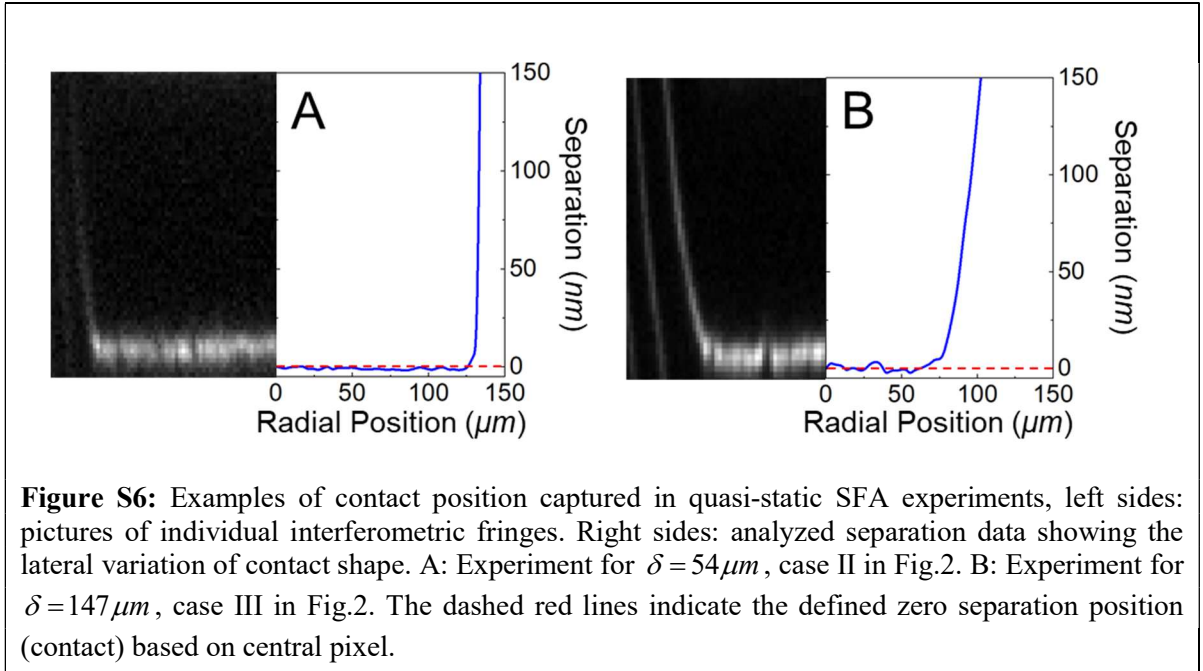 A
150
100
50
0
Separation (nm)
0 50 100 150
Radial Position (μm)
B
150
100
50
0
Separation (nm)
0 50 100 150
Radial Position (μm)
Figure S6: Examples of contact position captured in quasi-static SFA experiments, left sides:
pictures of individual interferometric fringes. Right sides: analyzed separation data showing the
lateral variation of contact shape. A: Experiment for δ = 54μm, case II in Fig.2. B: Experiment for
δ = 147μm, case III in Fig.2. The dashed red lines indicate the defined zero separation position
(contact) based on central pixel.